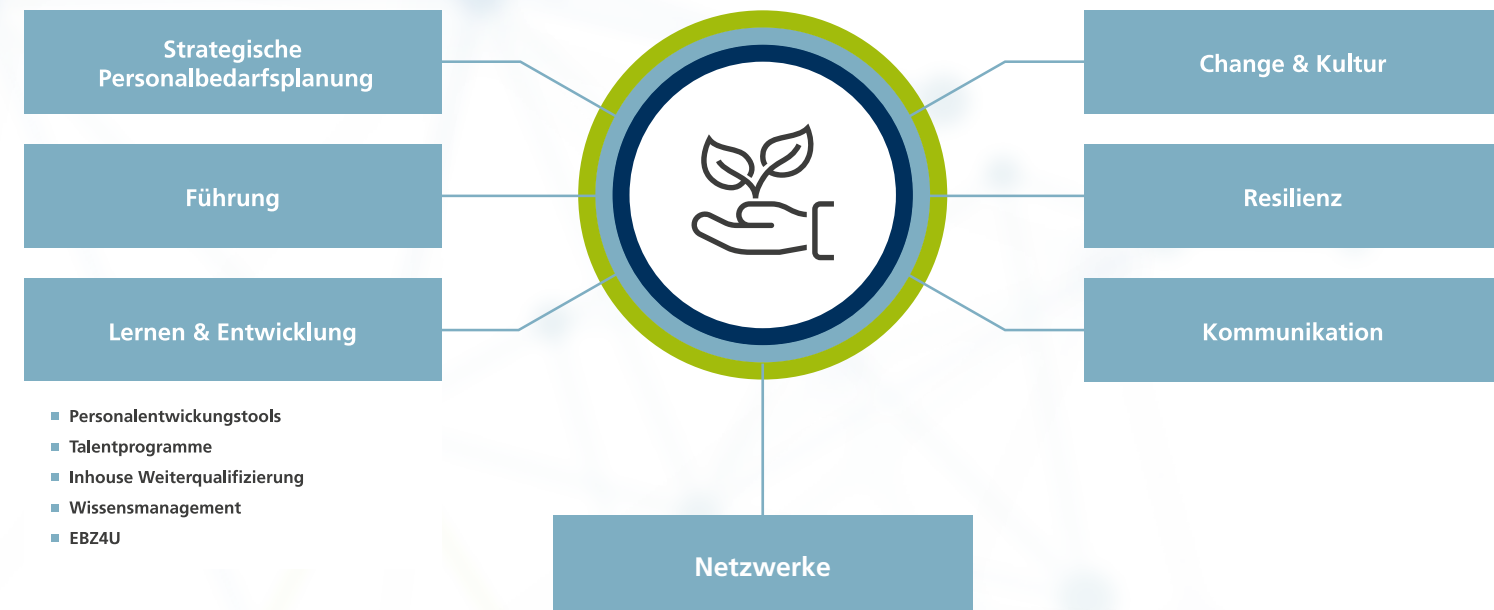 Strategische
Personalbedarfsplanung
Führung
Lernen & Entwicklung
Personalentwickungstools
Talentprogramme
Inhouse Weiterqualifizierung
Wissensmanagement
EBZ4U
Change & Kultur
Resilienz
Kommunikation
Netzwerke